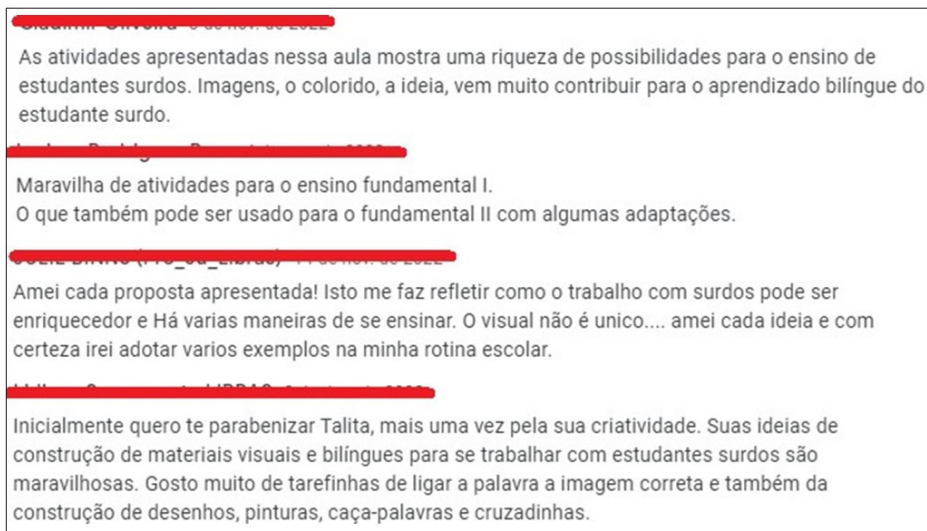 As atividades apresentadas nessa aula mostra uma riqueza de possibilidades para o ensino de
estudantes surdos. Imagens, o colorido, a ideia, vem muito contribuir para o aprendizado bilíngue do
estudante surdo.
Maravilha de atividades para o ensino fundamental I.
O que também pode ser usado para o fundamental II com algumas adaptações.
Amei cada proposta apresentada! Isto me faz refletir como o trabalho com surdos pode ser
enriquecedor e Há varias maneiras de se ensinar. O visual não é unico.... amei cada ideia e com
certeza irei adotar varios exemplos na minha rotina escolar.
Inicialmente quero te parabenizar Talita, mais uma vez pela sua criatividade. Suas ideias de
construção de materiais visuais e bilíngues para se trabalhar com estudantes surdos são
maravilhosas. Gosto muito de tarefinhas de ligar a palavra a imagem correta e também da
construção de desenhos, pinturas, caça-palavras e cruzadinhas.